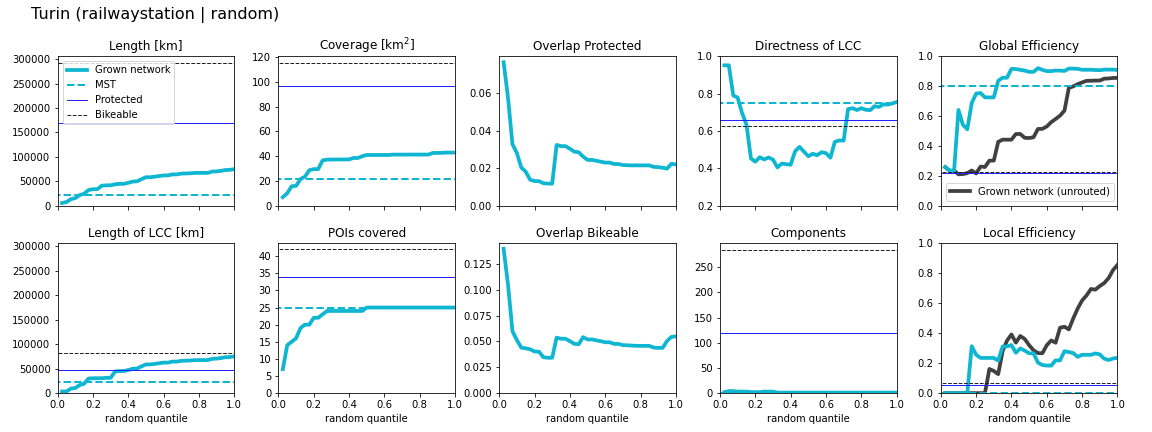 Turin (railwaystation | random)
Length [km]
Coverage [km²]
Overlap Protected
Directness of LCC
Global Efficiency
300000
250000
200000
150000
100000
50000
0
Grown network
MST
Protected
Bikeable
120
100
80
60
40
20
0
0.06
0.04
0.02
0.00
1.0
0.8
0.6
0.4
0.2
1.0
0.8
0.6
0.4
0.2
0.0
Grown network (unrouted)
Length of LCC [km]
POIs covered
Overlap Bikeable
Components
Local Efficiency
300000
250000
200000
150000
100000
50000
0
40
35
30
25
20
15
10
5
0
0.125
0.100
0.075
0.050
0.025
0.000
250
200
150
100
50
0
1.0
0.8
0.6
0.4
0.2
0.0
0.0 0.2 0.4 0.6 0.8 1.0
0.0 0.2 0.4 0.6 0.8 1.0
0.0 0.2 0.4 0.6 0.8 1.0
0.0 0.2 0.4 0.6 0.8 1.0
0.0 0.2 0.4 0.6 0.8 1.0
random quantile
random quantile
random quantile
random quantile
random quantile